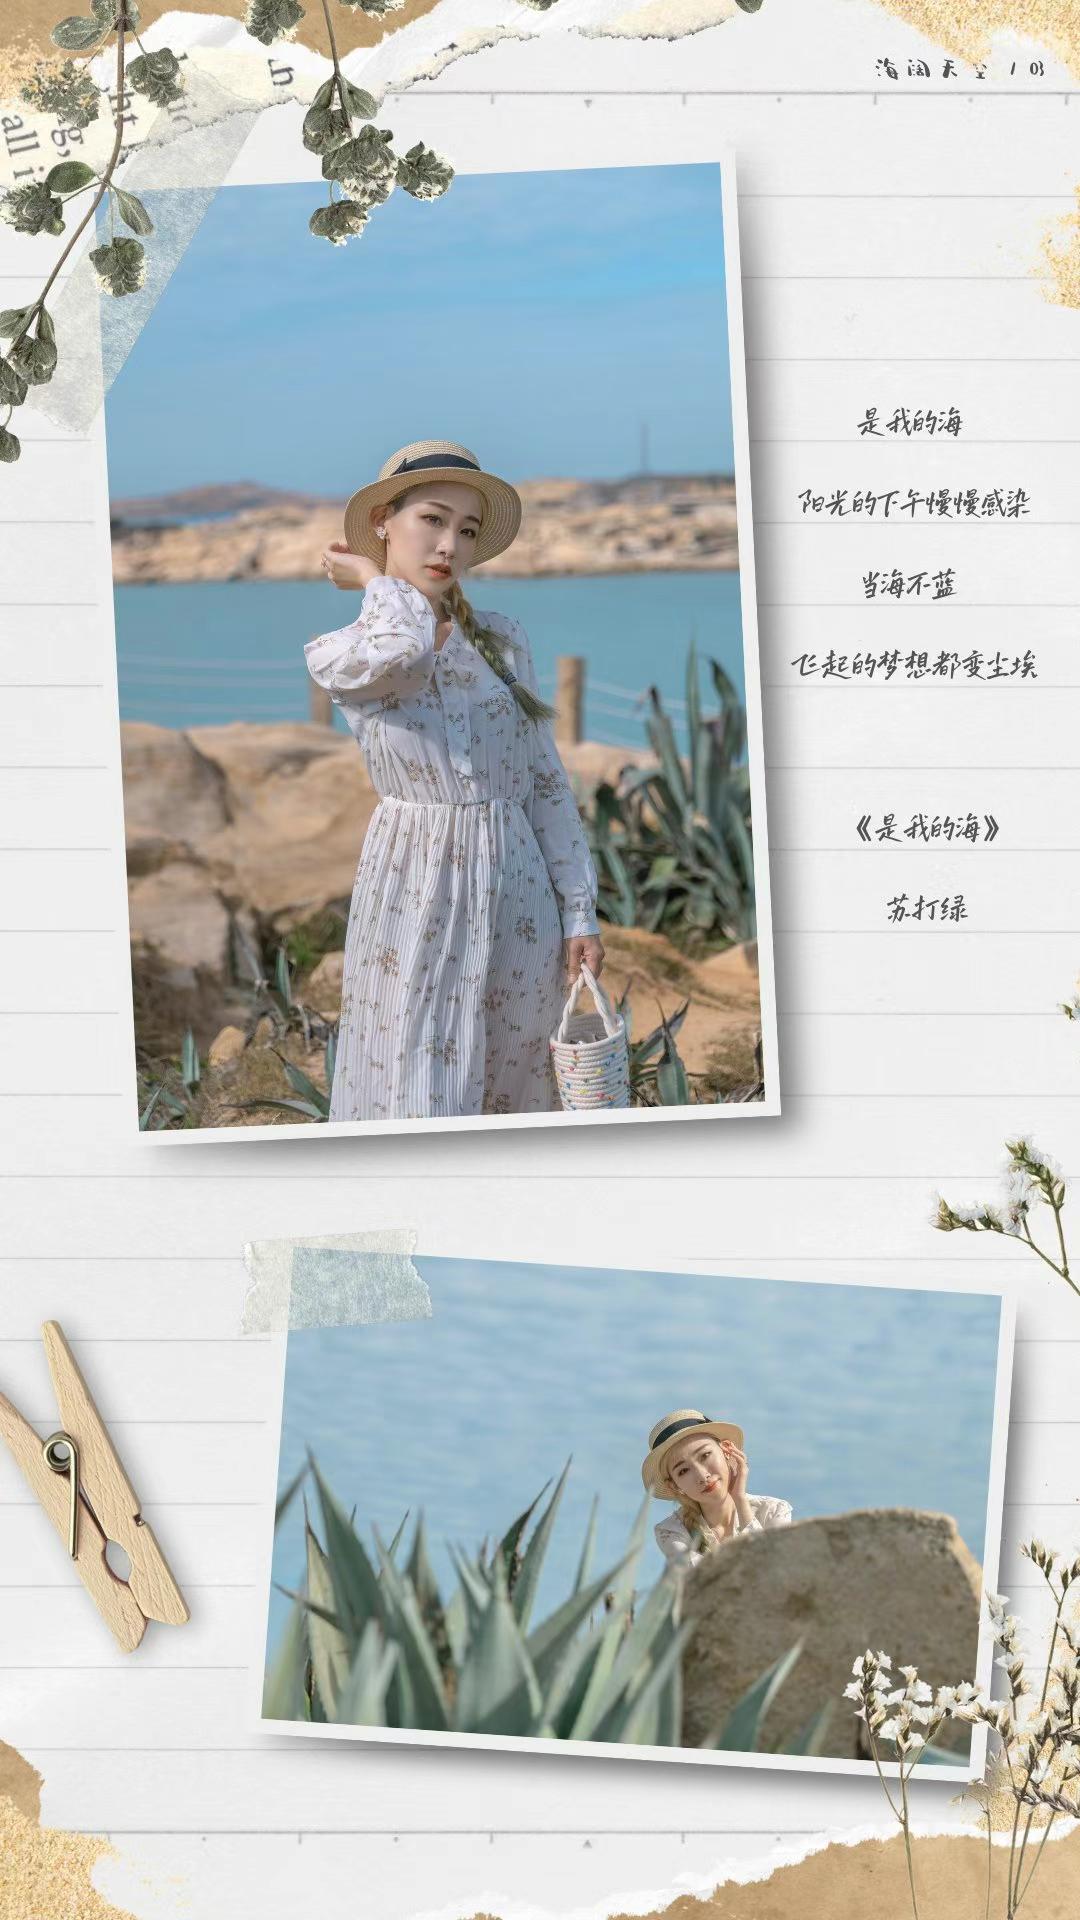 海阔天空 / 03
ht
h
all i
g,
是我的海
阳光的下午慢慢感染
当海不蓝
飞起的梦想都变尘埃
《是我的海》
苏打绿